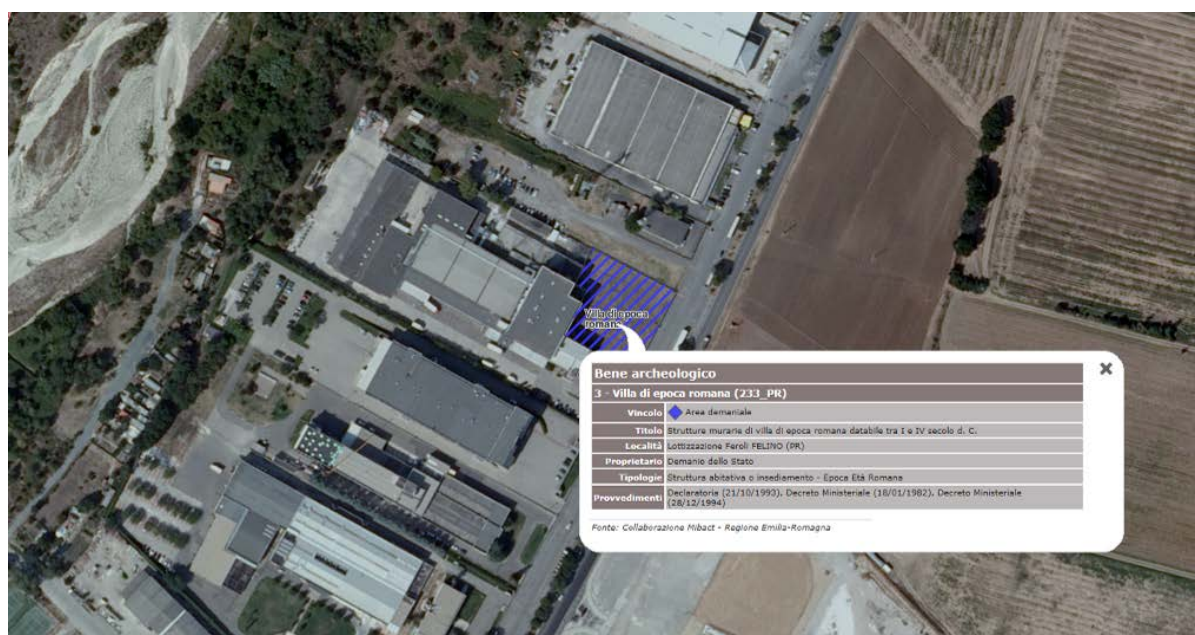 Villa di epoca
romana
Bene archeologico
3 - Villa di epoca romana (233_PR)
Vincolo Area demaniale
Titolo Strutture murarie di villa di epoca romana databile tra I e IV secolo d. C.
Località Lottizzazione Feroli FELINO (PR)
Proprietario Demanio dello Stato
Tipologie Struttura abitativa o insediamento - Epoca Età Romana
Provvedimenti Declaratoria (21/10/1993), Decreto Ministeriale (18/01/1982), Decreto Ministeriale
(28/12/1994)
Fonte: Collaborazione Mibact - Regione Emilia-Romagna